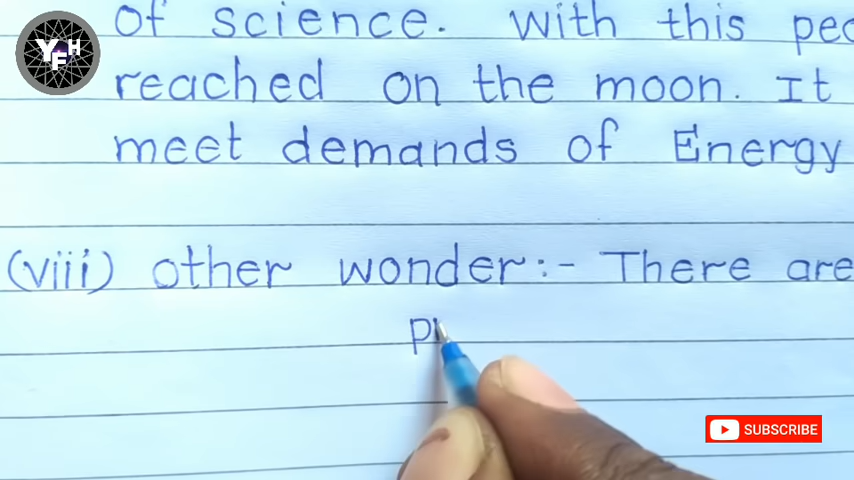 of science. With this
reached on the moon. It
meet demands of Energy
(viii) other wonder:- There are
YFH
SUBSCRIBE